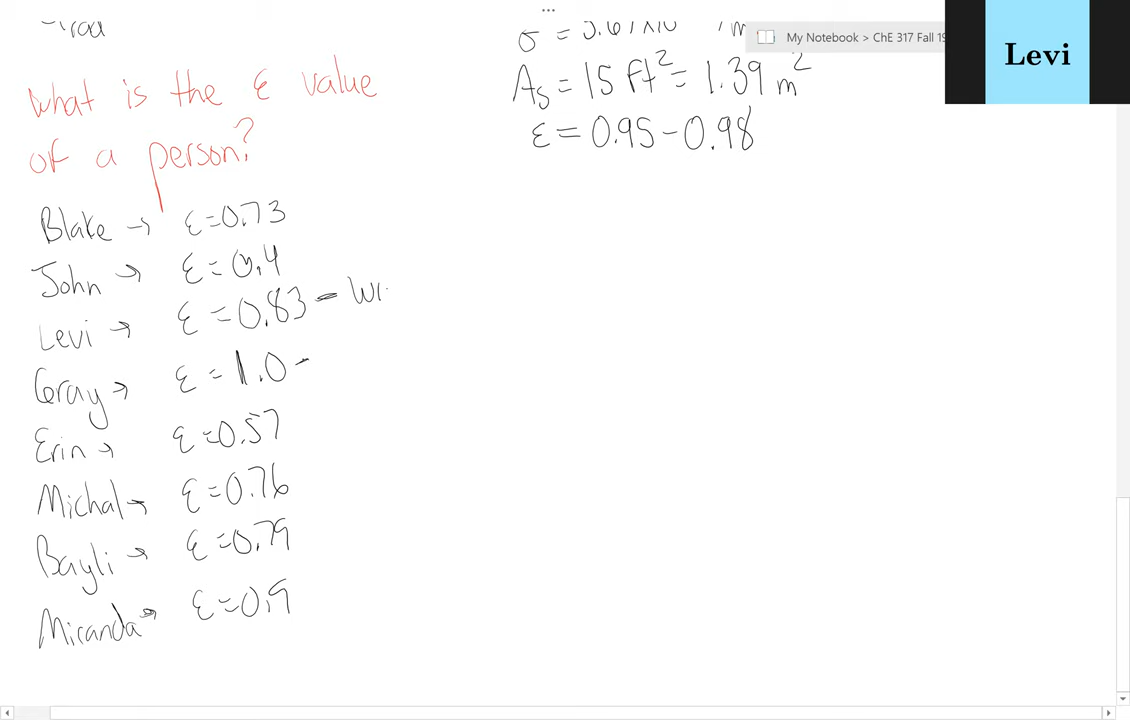 What is the ε value
of a person?
Blake → ε = 0.73
John → ε = 0.4
Levi → ε = 0.83 -
Gray → ε = 1.0 -
Erin → ε = 0.57
Michal → ε = 0.76
Bayli → ε = 0.79
Miranda → ε = 0.9
A_s = 15 ft² = 1.39 m²
ε = 0.95 - 0.98
My Notebook > ChE 317 Fall 19
Levi